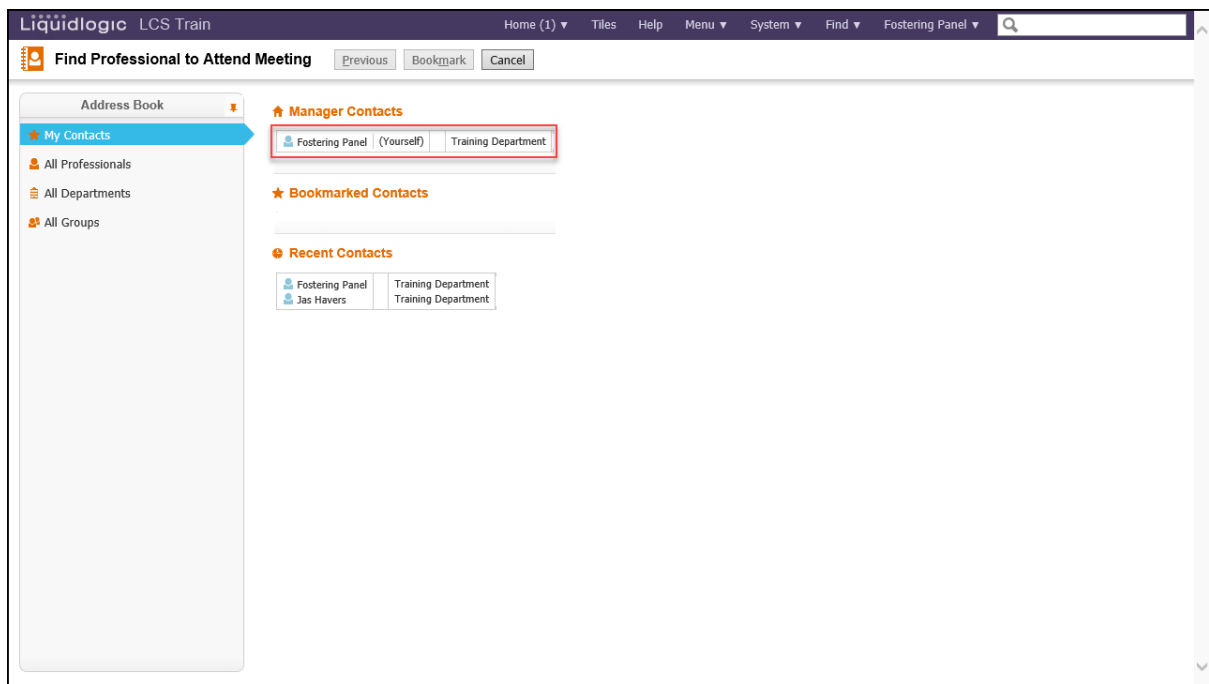 Liquidlogic LCS Train Home (1) ▼ Tiles Help Menu ▼ System ▼ Find ▼ Fostering Panel ▼
Find Professional to Attend Meeting Previous Bookmark Cancel
Address Book
My Contacts
All Professionals
All Departments
All Groups
Manager Contacts
Fostering Panel (Yourself) Training Department
Bookmarked Contacts
Recent Contacts
Fostering Panel Training Department
Jas Havers Training Department